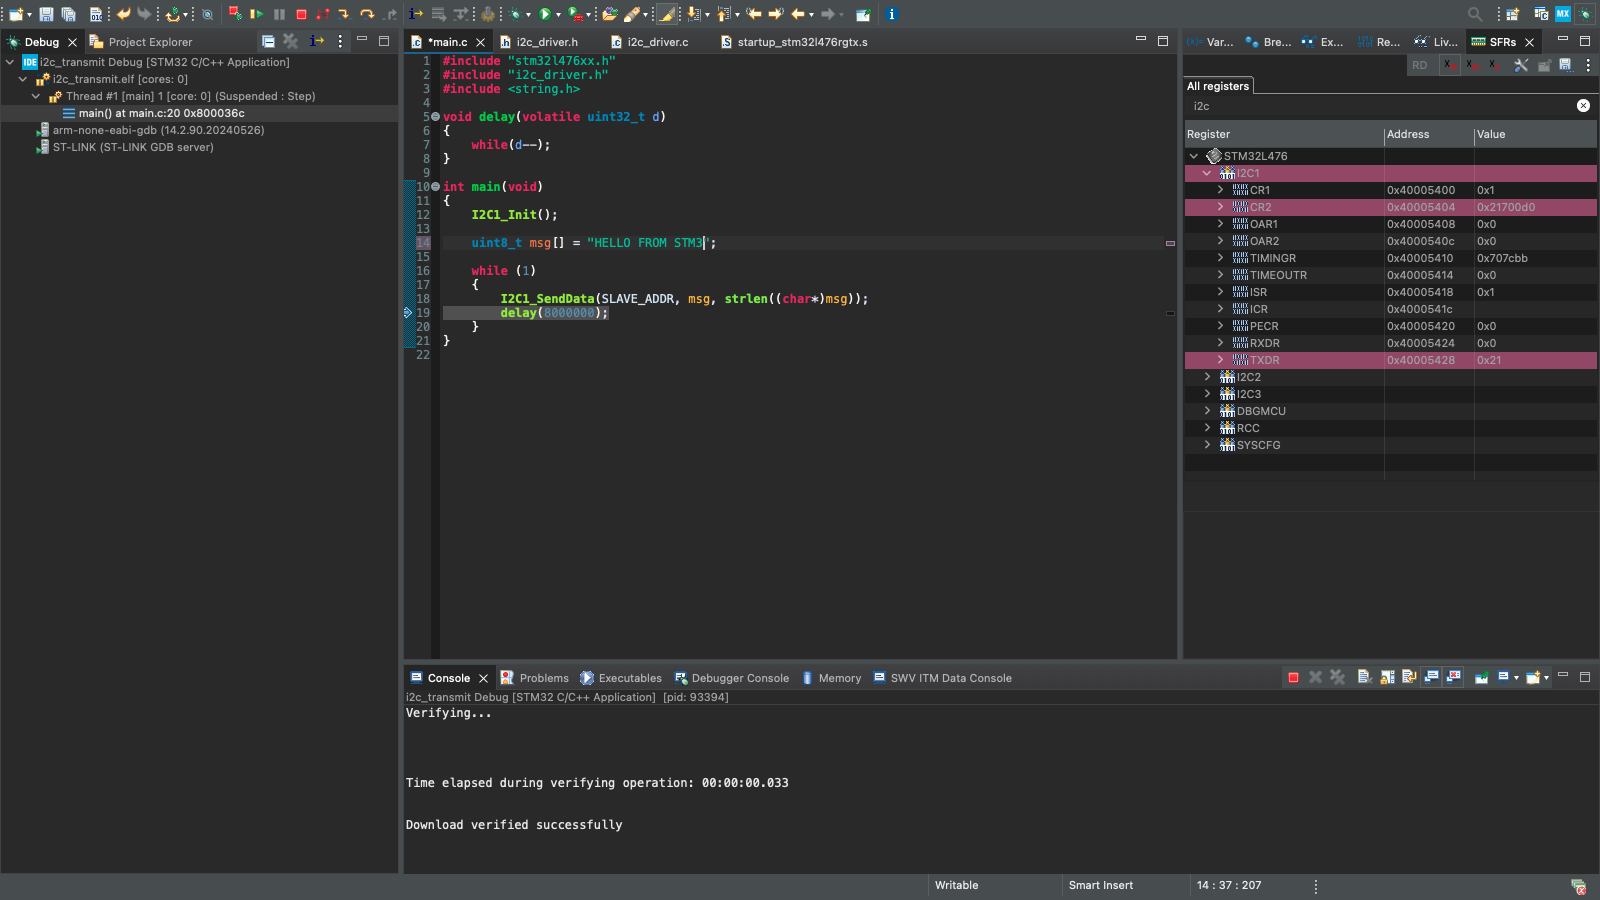 Debug
Project Explorer
i2c_transmit Debug [STM32 C/C++ Application]
i2c_transmit.elf [cores: 0]
Thread #1 [main] 1 [core: 0] (Suspended : Step)
main() at main.c:20 0x800036c
arm-none-eabi-gdb (14.2.90.20240526)
ST-LINK (ST-LINK GDB server)
*main.c
i2c_driver.h
i2c_driver.c
startup_stm32l476rgtx.s
1 #include "stm32l476xx.h"
2 #include "i2c_driver.h"
3 #include <string.h>
4
5 void delay(volatile uint32_t d)
6 {
7 while(d--);
8 }
9
10 int main(void)
11 {
12 I2C1_Init();
13
14 uint8_t msg[] = "HELLO FROM STM3";
15
16 while (1)
17 {
18 I2C1_SendData(SLAVE_ADDR, msg, strlen((char*)msg));
19 delay(8000000);
20 }
21 }
22
Var...
Bre...
Ex...
Re...
Liv...
SFRs
RD
All registers
i2c
Register Address Value
STM32L476
I2C1
CR1 0x40005400 0x1
CR2 0x40005404 0x21700d0
OAR1 0x40005408 0x0
OAR2 0x4000540c 0x0
TIMINGR 0x40005410 0x707cbb
TIMEOUTR 0x40005414 0x0
ISR 0x40005418 0x1
ICR 0x4000541c
PECR 0x40005420 0x0
RXDR 0x40005424 0x0
TXDR 0x40005428 0x21
I2C2
I2C3
DBGMCU
RCC
SYSCFG
Console
Problems
Executables
Debugger Console
Memory
SWV ITM Data Console
i2c_transmit Debug [STM32 C/C++ Application] [pid: 93394]
Verifying...
Time elapsed during verifying operation: 00:00:00.033
Download verified successfully
Writable
Smart Insert
14 : 37 : 207